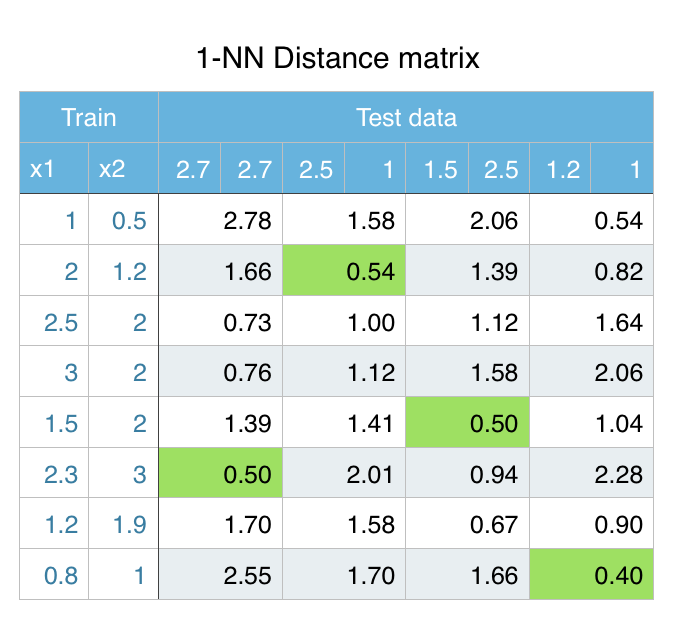 1-NN Distance matrix
Train Test data
x1 x2 2.7 2.7 2.5 1 1.5 2.5 1.2 1
1 0.5 2.78 1.58 2.06 0.54
2 1.2 1.66 0.54 1.39 0.82
2.5 2 0.73 1.00 1.12 1.64
3 2 0.76 1.12 1.58 2.06
1.5 2 1.39 1.41 0.50 1.04
2.3 3 0.50 2.01 0.94 2.28
1.2 1.9 1.70 1.58 0.67 0.90
0.8 1 2.55 1.70 1.66 0.40